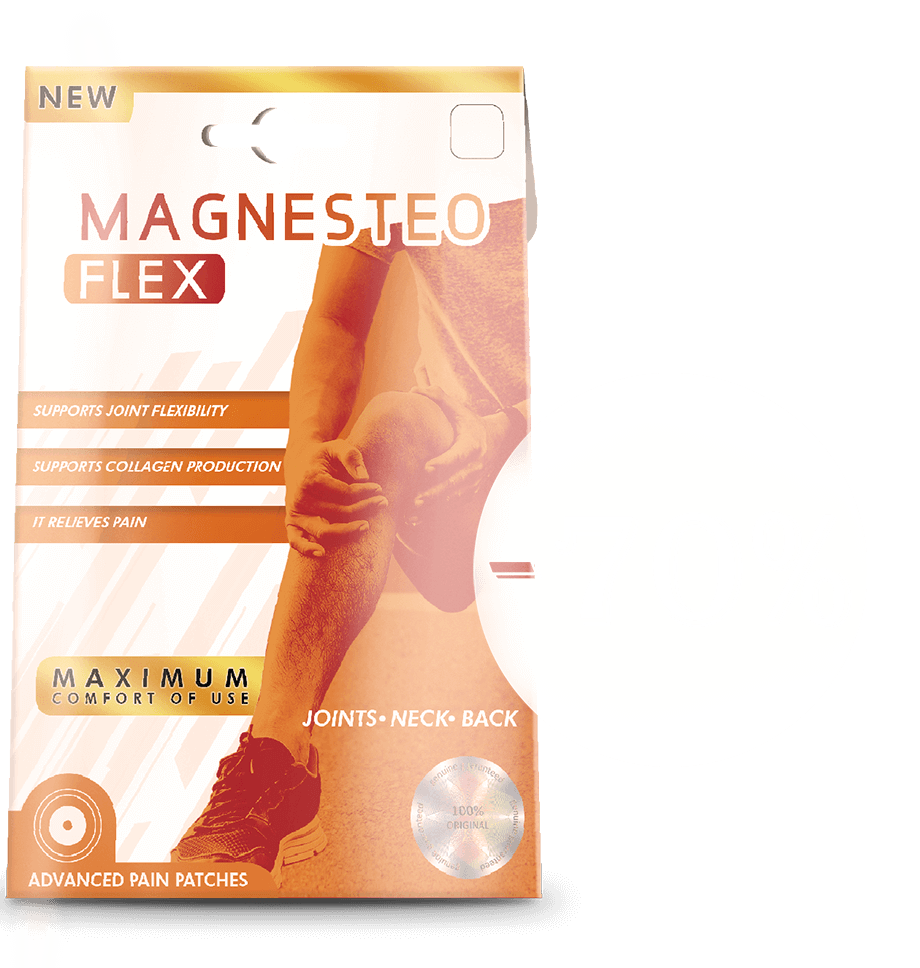 NEW
MAGNESTEO
FLEX
SUPPORTS JOINT FLEXIBILITY
SUPPORTS COLLAGEN PRODUCTION
IT RELIEVES PAIN
MAXIMUM
COMFORT OF USE
JOINTS• NECK• BACK
100%
ORIGINAL
ADVANCED PAIN PATCHES